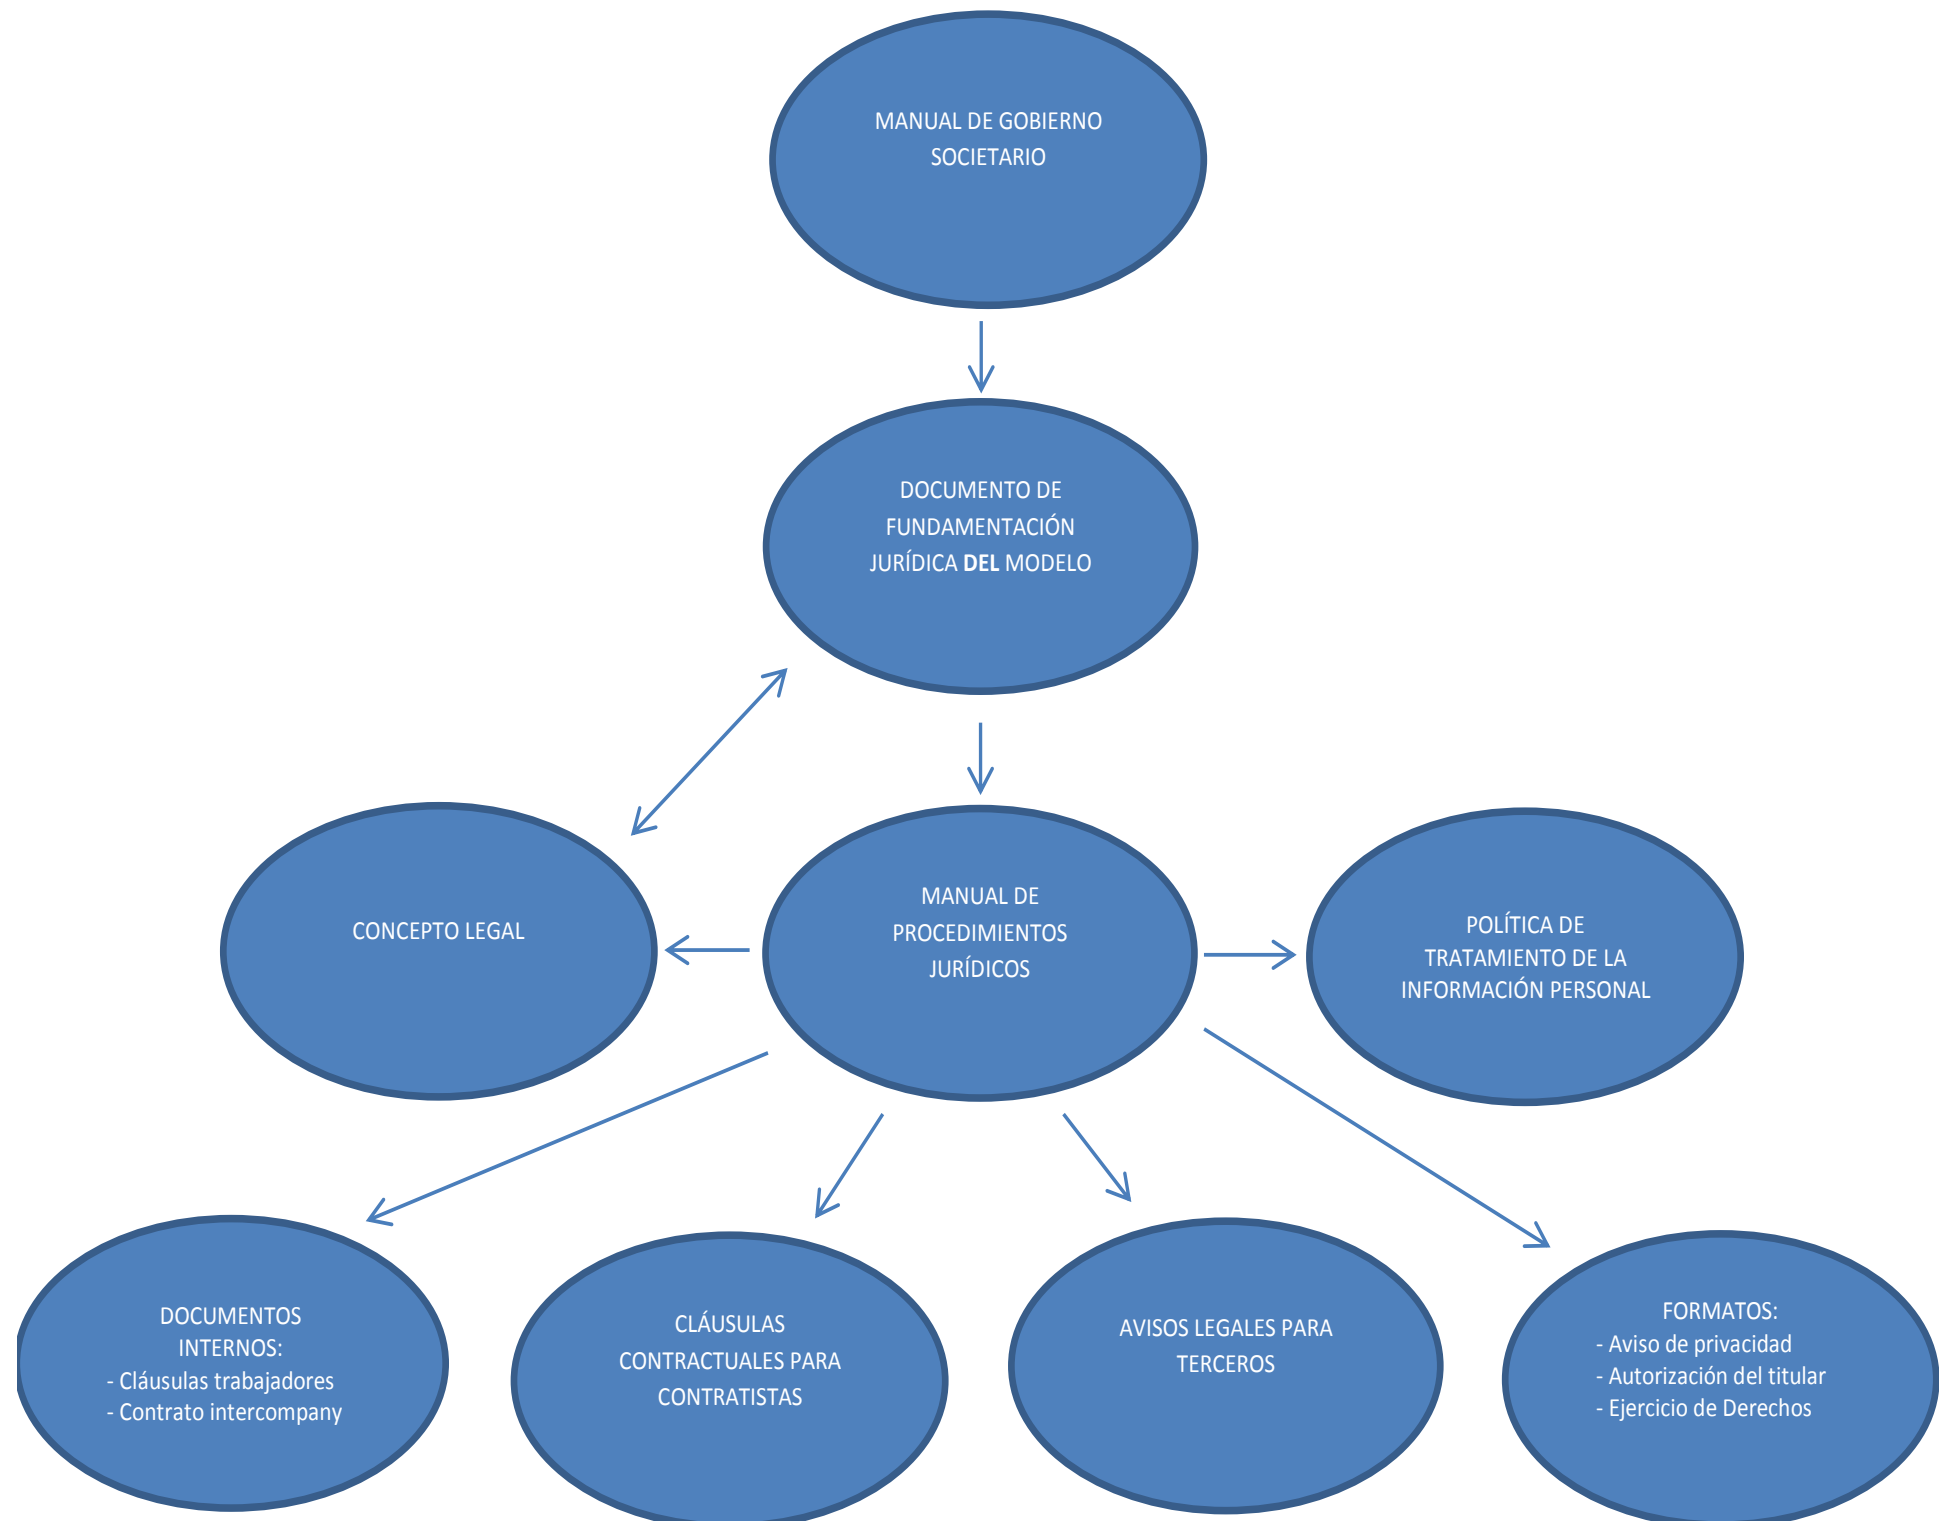 MANUAL DE GOBIERNO
SOCIETARIO
DOCUMENTO DE
FUNDAMENTACIÓN
JURÍDICA DEL MODELO
CONCEPTO LEGAL
MANUAL DE
PROCEDIMIENTOS
JURÍDICOS
POLÍTICA DE
TRATAMIENTO DE LA
INFORMACIÓN PERSONAL
DOCUMENTOS
INTERNOS:
- Cláusulas trabajadores
- Contrato intercompany
CLÁUSULAS
CONTRACTUALES PARA
CONTRATISTAS
AVISOS LEGALES PARA
TERCEROS
FORMATOS:
- Aviso de privacidad
- Autorización del titular
- Ejercicio de Derechos